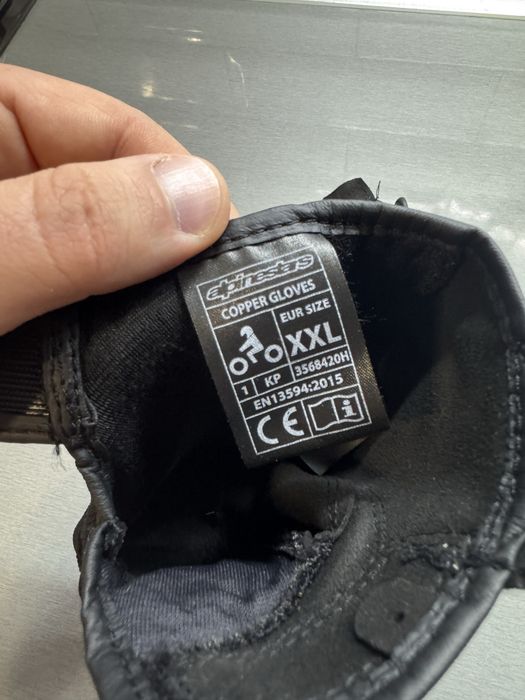 alpinestars
COPPER GLOVES
EUR SIZE
XXL
1 KP 3568420H
EN13594:2015
CE i